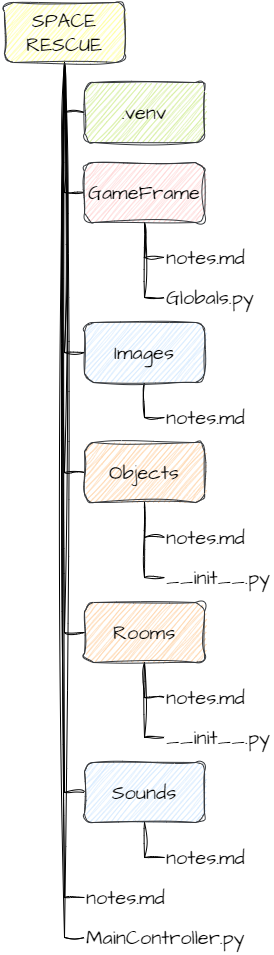 SPACE
RESCUE
.venv
GameFrame
notes.md
Globals.py
Images
notes.md
Objects
notes.md
__init__.py
Rooms
notes.md
__init__.py
Sounds
notes.md
notes.md
MainController.py